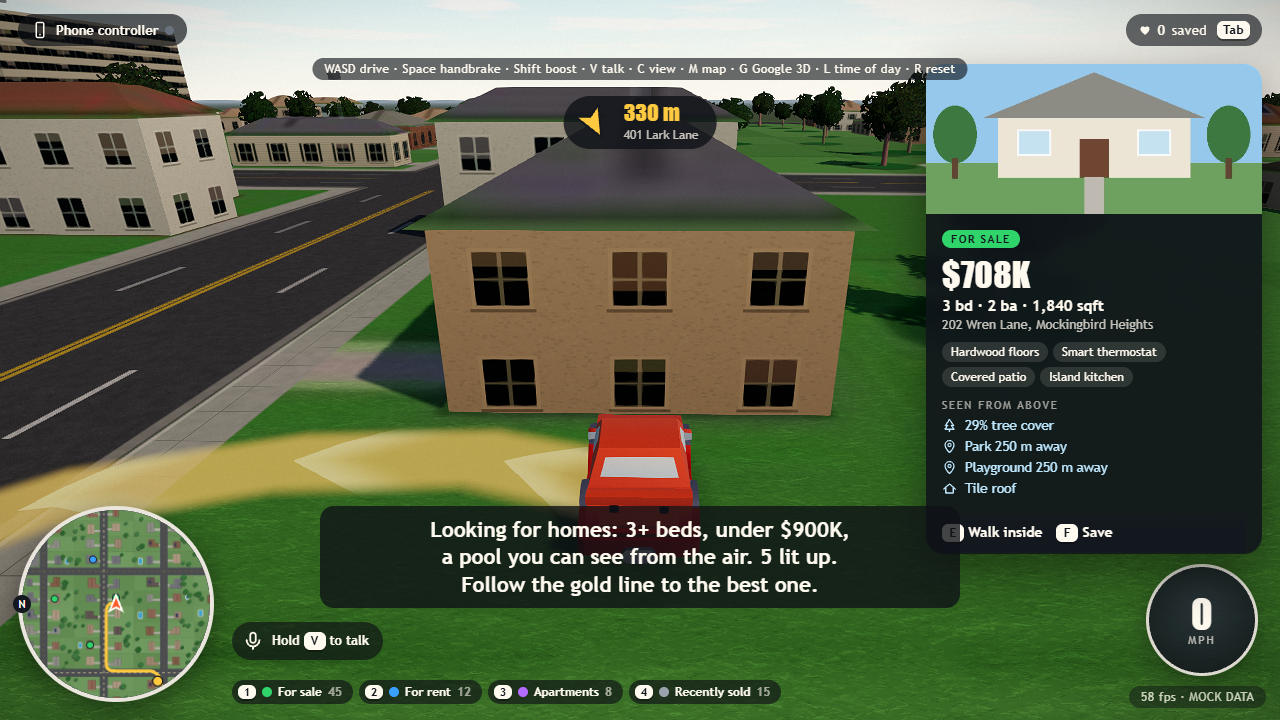 Phone controller
0 saved Tab
WASD drive · Space handbrake · Shift boost · V talk · C view · M map · G Google 3D · L time of day · R reset
330 m
401 Lark Lane
FOR SALE
$708K
3 bd · 2 ba · 1,840 sqft
202 Wren Lane, Mockingbird Heights
Hardwood floors Smart thermostat
Covered patio Island kitchen
SEEN FROM ABOVE
29% tree cover
Park 250 m away
Playground 250 m away
Tile roof
E Walk inside F Save
Looking for homes: 3+ beds, under $900K,
a pool you can see from the air. 5 lit up.
Follow the gold line to the best one.
N
0
MPH
Hold V to talk
1 For sale 45 2 For rent 12 3 Apartments 8 4 Recently sold 15
58 fps · MOCK DATA